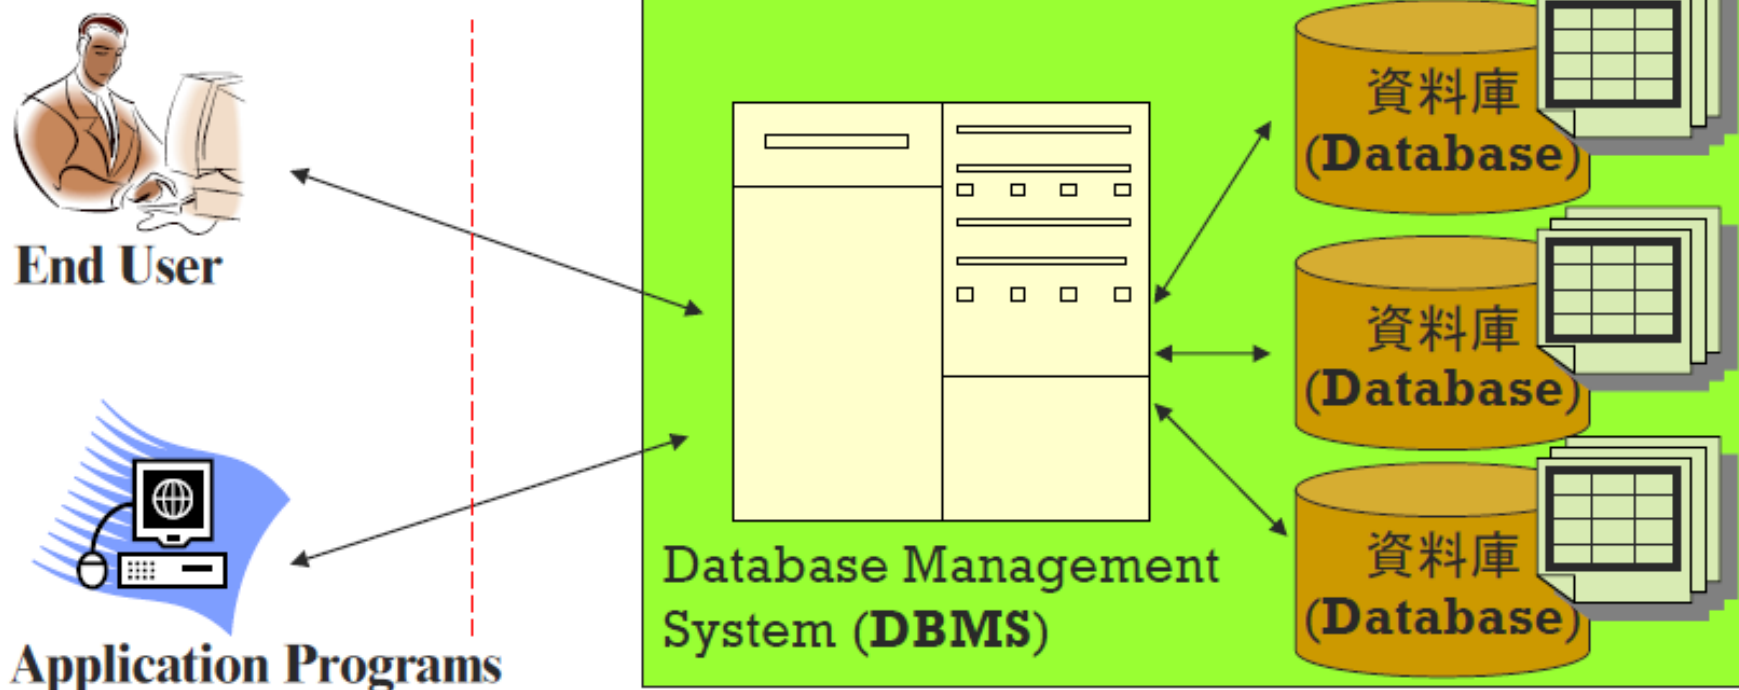 End User
Application Programs
Database Management
System (DBMS)
資料庫
(Database)
資料庫
(Database)
資料庫
(Database)